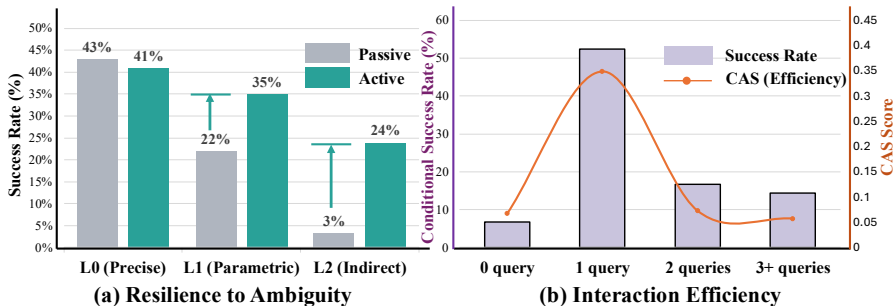 50%
45%
40%
35%
30%
25%
20%
15%
10%
5%
0%
Success Rate (%)
43%
41%
22%
35%
3%
24%
Passive
Active
L0 (Precise)
L1 (Parametric)
L2 (Indirect)
(a) Resilience to Ambiguity
60
50
40
30
20
10
0
Conditional Success Rate (%)
Success Rate
CAS (Efficiency)
0.45
0.4
0.35
0.3
0.25
0.2
0.15
0.1
0.05
0
CAS Score
0 query
1 query
2 queries
3+ queries
(b) Interaction Efficiency